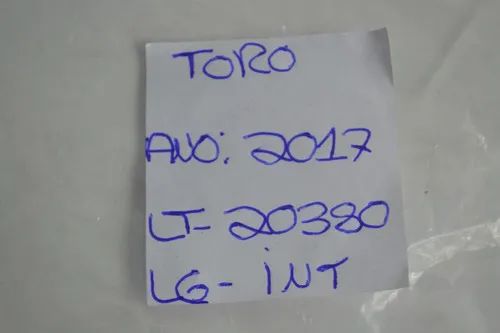 TORO
ANO: 2017
LT-20380
LG- INT